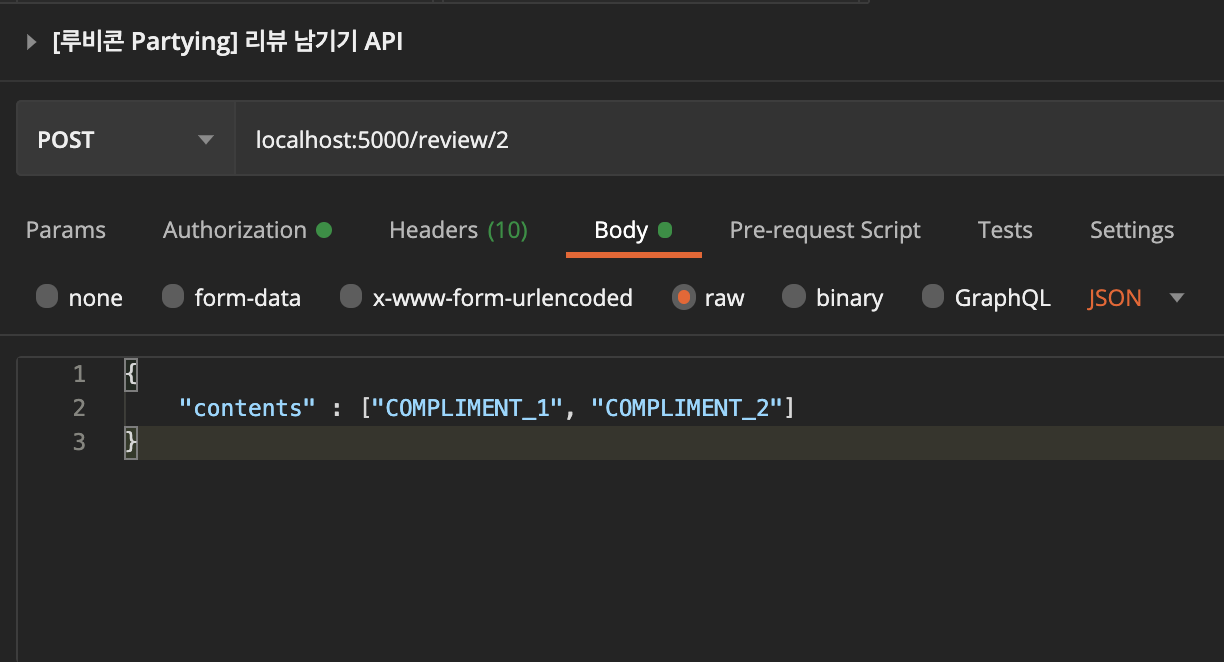 [루비콘 Partying] 리뷰 남기기 API
POST localhost:5000/review/2
Params Authorization Headers (10) Body Pre-request Script Tests Settings
none form-data x-www-form-urlencoded raw binary GraphQL JSON
1 {
2 "contents" : ["COMPLIMENT_1", "COMPLIMENT_2"]
3 }